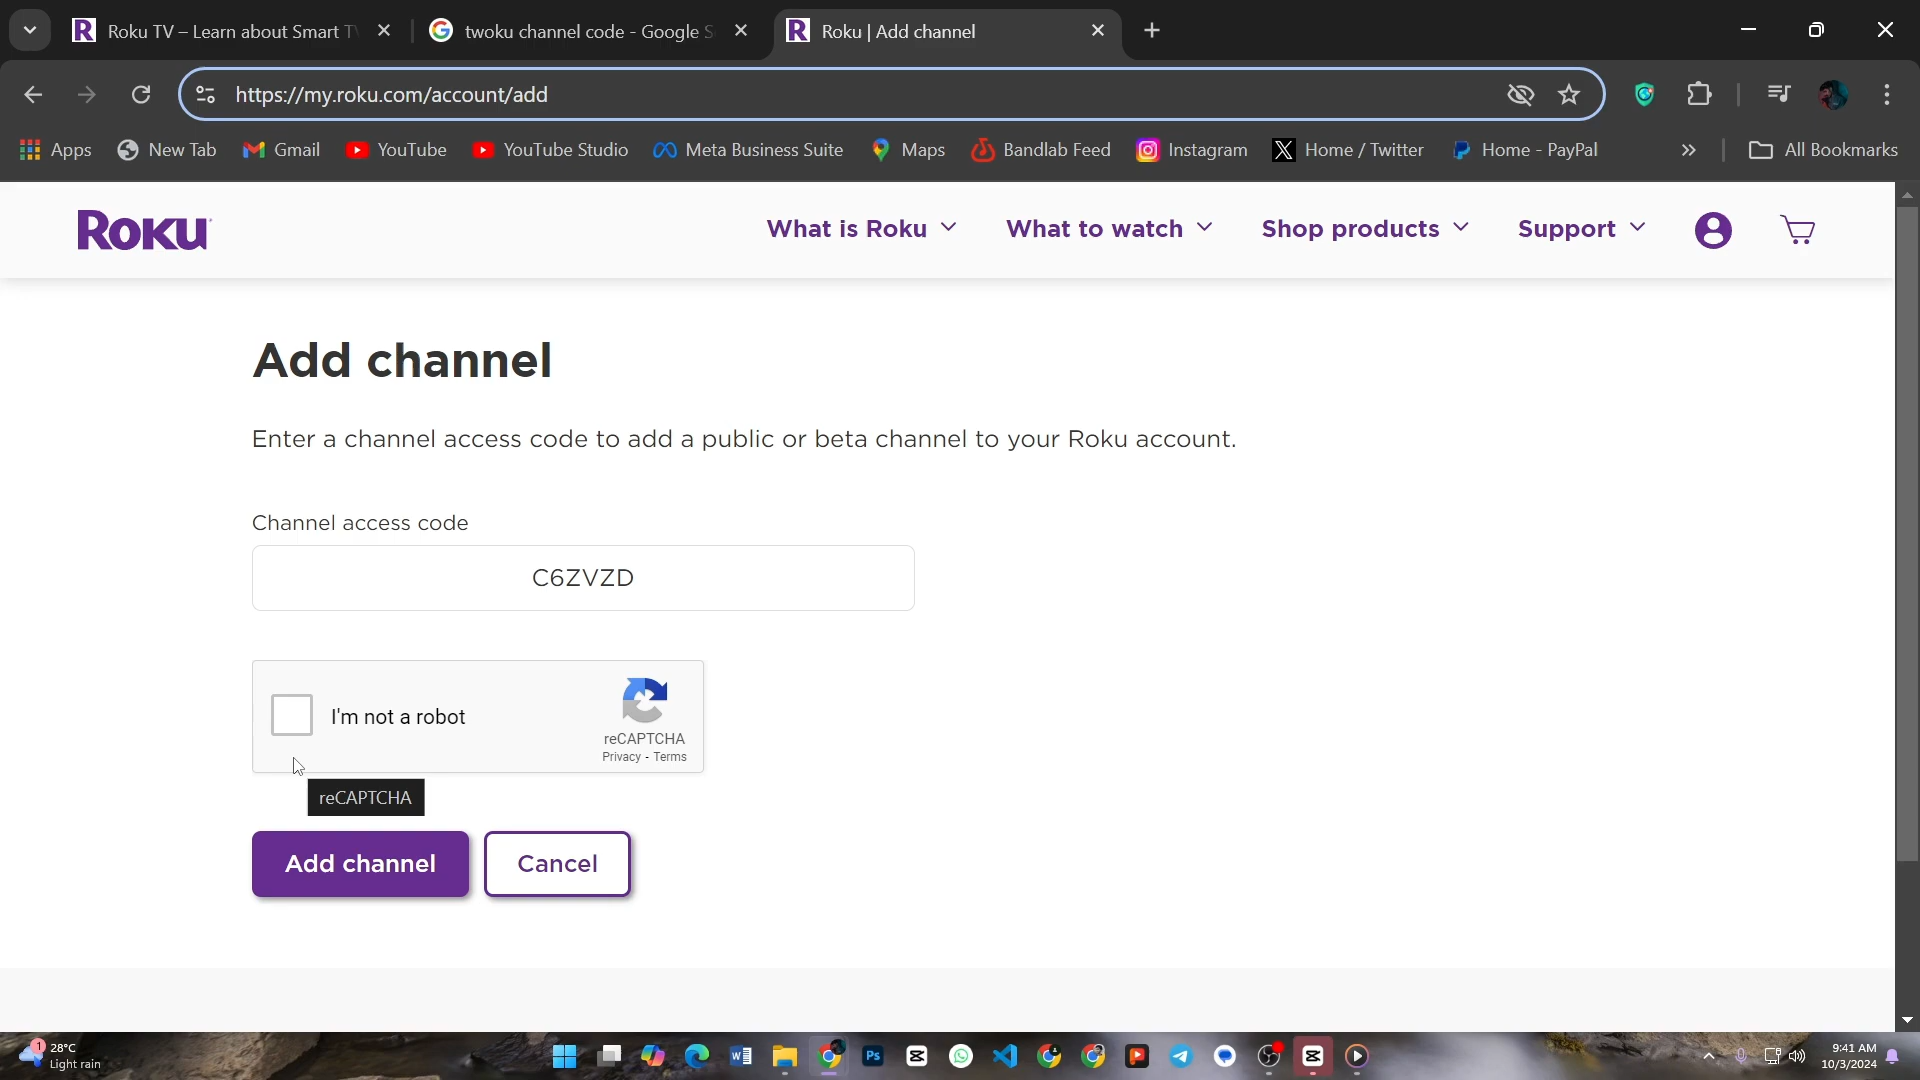 Roku TV – Learn about Smart TV
twoku channel code - Google S
Roku | Add channel
https://my.roku.com/account/add
Apps
New Tab
Gmail
YouTube
YouTube Studio
Meta Business Suite
Maps
Bandlab Feed
Instagram
Home / Twitter
Home - PayPal
All Bookmarks
Roku
What is Roku
What to watch
Shop products
Support
Add channel
Enter a channel access code to add a public or beta channel to your Roku account.
Channel access code
C6ZVZD
I'm not a robot
reCAPTCHA
Privacy - Terms
reCAPTCHA
Add channel
Cancel
1
28°C
Light rain
Ps
9:41 AM
10/3/2024